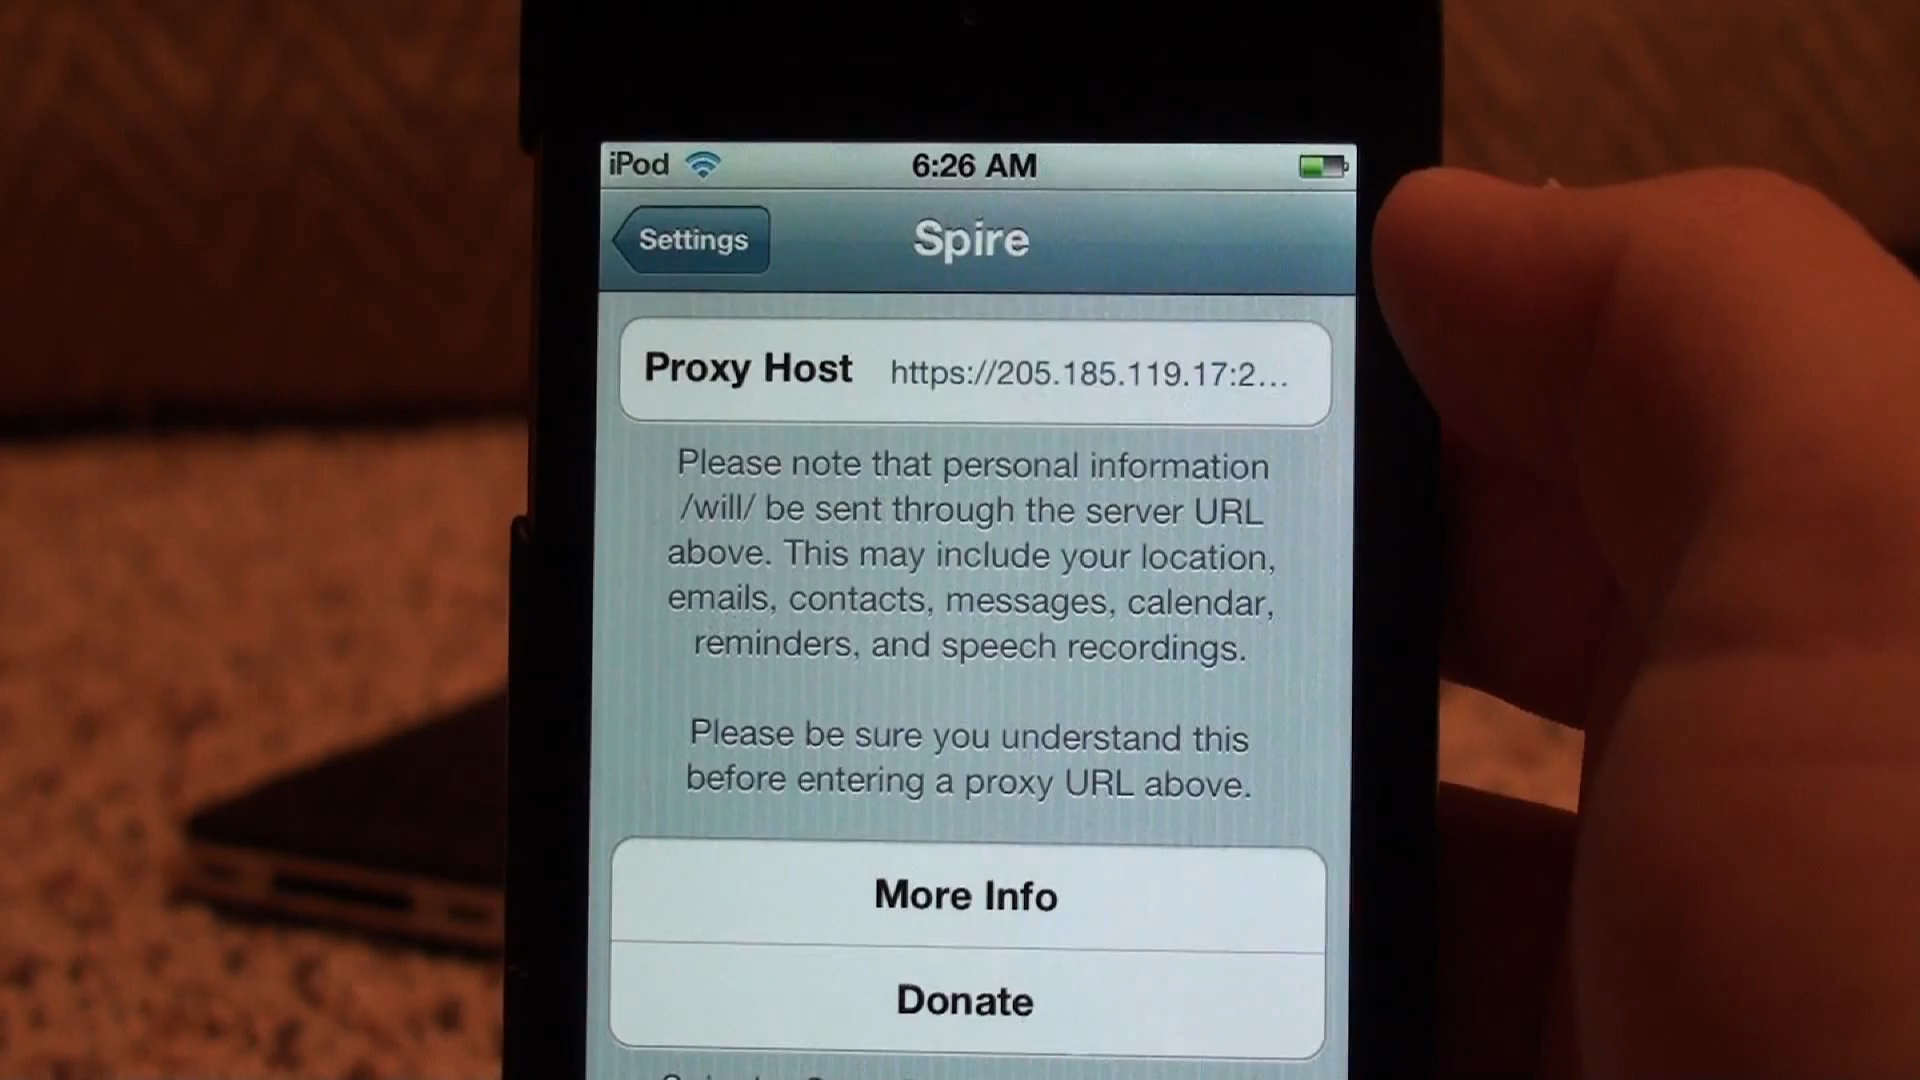 iPod 6:26 AM
Settings Spire
Proxy Host https://205.185.119.17:2...
Please note that personal information
/will/ be sent through the server URL
above. This may include your location,
emails, contacts, messages, calendar,
reminders, and speech recordings.
Please be sure you understand this
before entering a proxy URL above.
More Info
Donate